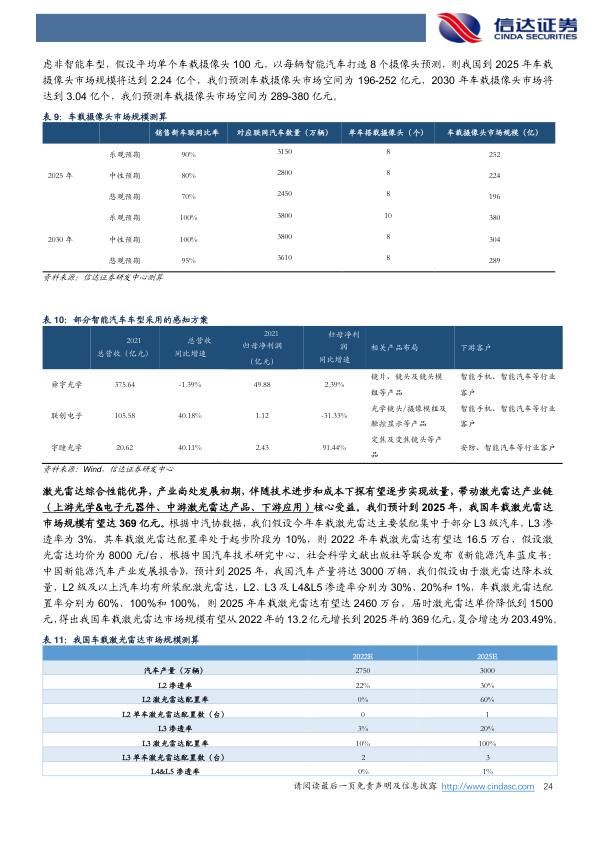 信达证券
CINDA SECURITIES
虑非智能车型，假设平均单个车载摄像头 100 元，以每辆智能汽车打造 8 个摄像头预测，则我国到 2025 年车载
摄像头市场规模将达到 2.24 亿个，我们预测车载摄像头市场空间为 196-252 亿元，2030 年车载摄像头市场将
达到 3.04 亿个，我们预测车载摄像头市场空间为 289-380 亿元。
表 9：车载摄像头市场规模测算
销售新车联网比率 对应联网汽车数量（万辆） 单车搭载摄像头（个） 车载摄像头市场规模（亿）
乐观预期 90% 3150 8 252
2025 年 中性预期 80% 2800 8 224
悲观预期 70% 2450 8 196
乐观预期 100% 3800 10 380
2030 年 中性预期 100% 3800 8 304
悲观预期 95% 3610 8 289
资料来源：信达证券研发中心测算
表 10：部分智能汽车车型采用的感知方案
2021 总营收 2021 归母净利
总营收（亿元） 同比增速 归母净利润 润 相关产品布局 下游客户
（亿元） 同比增速
舜宇光学 375.64 -1.39% 49.88 2.39% 镜片、镜头及镜头模 智能手机、智能汽车等行业
组等产品 客户
联创电子 105.58 40.18% 1.12 -31.33% 光学镜头/摄像模组及 智能手机、智能汽车等行业
触控显示等产品 客户
宇瞳光学 20.62 40.11% 2.43 91.44% 定焦及变焦镜头等产 安防、智能汽车等行业客户
品
资料来源：Wind，信达证券研发中心
激光雷达综合性能优异，产业尚处发展初期，伴随技术进步和成本下探有望逐步实现放量，带动激光雷达产业链
（上游光学&电子元器件、中游激光雷达产品、下游应用）核心受益。我们预计到 2025 年，我国车载激光雷达
市场规模有望达 369 亿元。根据中汽协数据，我们假设今年车载激光雷达主要装配集中于部分 L3 级汽车，L3 渗
透率为 3%，其车载激光雷达配置率处于起步阶段为 10%，则 2022 年车载激光雷达有望达 16.5 万台，假设激
光雷达均价为 8000 元/台，根据中国汽车技术研究中心、社会科学文献出版社等联合发布《新能源汽车蓝皮书：
中国新能源汽车产业发展报告》，预计到 2025 年，我国汽车产量将达 3000 万辆，我们假设由于激光雷达降本放
量，L2 级及以上汽车均有所装配激光雷达，L2、L3 及 L4&L5 渗透率分别为 30%、20%和 1%，车载激光雷达配
置率分别为 60%、100%和 100%，则 2025 年车载激光雷达有望达 2460 万台，届时激光雷达单价降低到 1500
元，得出我国车载激光雷达市场规模有望从 2022 年的 13.2 亿元增长到 2025 年的 369 亿元，复合增速为 203.49%。
表 11：我国车载激光雷达市场规模测算
2022E 2025E
汽车产量（万辆） 2750 3000
L2 渗透率 22% 30%
L2 激光雷达配置率 0% 60%
L2 单车激光雷达配置数（台） 0 1
L3 渗透率 3% 20%
L3 激光雷达配置率 10% 100%
L3 单车激光雷达配置数（台） 2 3
L4&L5 渗透率 0% 1%
请阅读最后一页免责声明及信息披露 http://www.cindasc.com 24